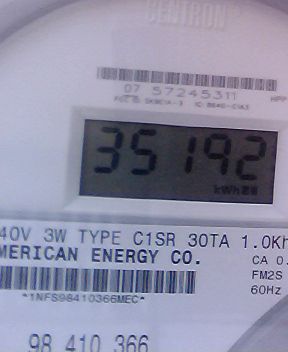 CENTRON
07 57245311
35192
kWh
40V 3W TYPE C1SR 30TA 1.0Kh
MERICAN ENERGY CO.
CA 0.
FM2S
60Hz
*1NFS98410366MEC*
98 410 366